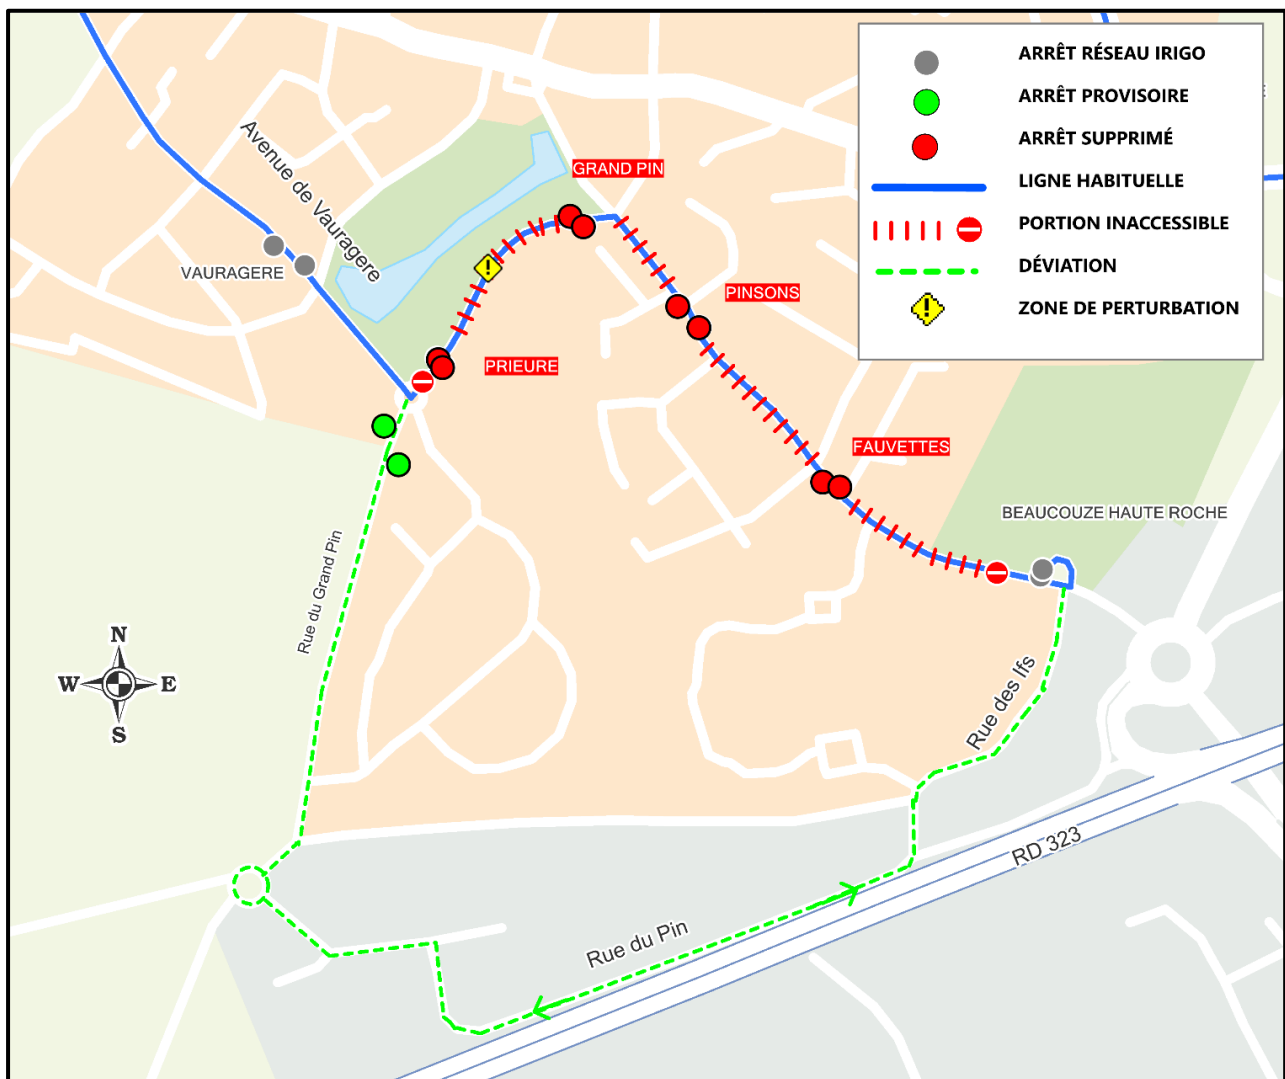 ARRÊT RÉSEAU IRIGO
ARRÊT PROVISOIRE
ARRÊT SUPPRIMÉ
LIGNE HABITUELLE
PORTION INACCESSIBLE
DÉVIATION
ZONE DE PERTURBATION
Avenue de Vauragere
GRAND PIN
VAURAGERE
PINSONS
PRIEURE
FAUVETTES
BEAUCOUZE HAUTE ROCHE
Rue du Grand Pin
N
W E
S
Rue des Ifs
RD 323
Rue du Pin